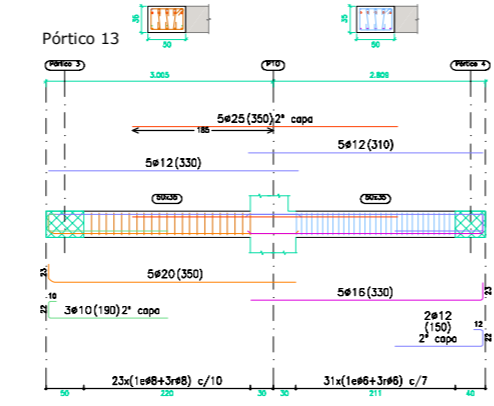 35
50
35
50
Pórtico 13
Pórtico 3
P10
Pórtico 4
3.005
2.805
5ø25(350)2ª capa
185
5ø12(310)
5ø12(330)
50x35
50x35
23
5ø20(350)
5ø16(330)
23
10
22
3ø10(190)2ª capa
2ø12
(150)
2ª capa
12
22
23x(1eø8+3rø8) c/10
31x(1eø6+3rø6) c/7
50
220
30
30
211
40